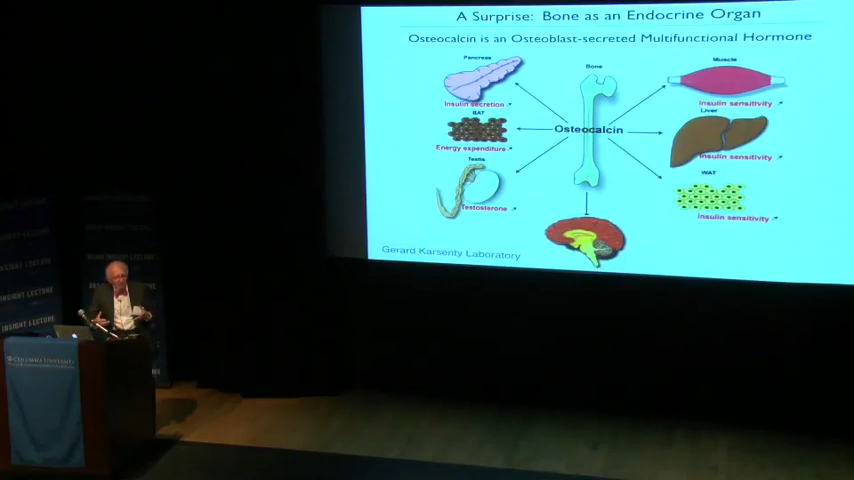 A Surprise: Bone as an Endocrine Organ
Osteocalcin is an Osteoblast-secreted Multifunctional Hormone
Pancreas
Insulin secretion
BAT
Energy expenditure
Testis
Testosterone
Bone
Osteocalcin
Muscle
Insulin sensitivity
Liver
Insulin sensitivity
WAT
Insulin sensitivity
Gerard Karsenty Laboratory
INSIGHT LECTURE
INSIGHT LECTURE
COLUMBIA UNIVERSITY